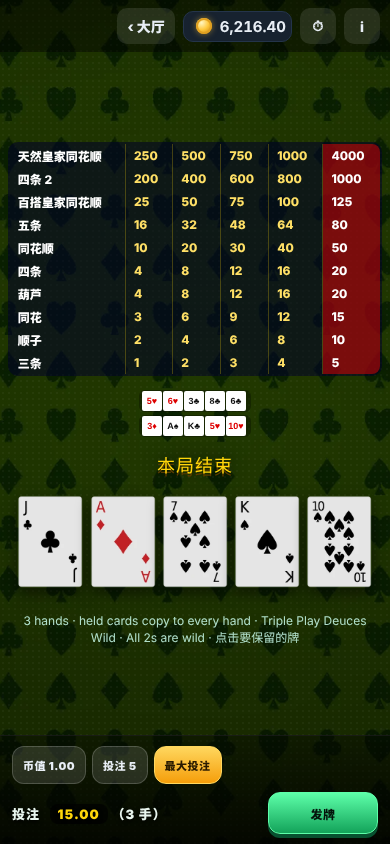 ‹ 大厅 6,216.40 ⏱ i
天然皇家同花顺 250 500 750 1000 4000
四条 2 200 400 600 800 1000
百搭皇家同花顺 25 50 75 100 125
五条 16 32 48 64 80
同花顺 10 20 30 40 50
四条 4 8 12 16 20
葫芦 4 8 12 16 20
同花 3 6 9 12 15
顺子 2 4 6 8 10
三条 1 2 3 4 5
5♥ 6♥ 3♣ 8♣ 6♣
3♦ A♠ K♣ 5♥ 10♥
本局结束
J♣ A♦ 7♠ K♠ 10♠
3 hands · held cards copy to every hand · Triple Play Deuces
Wild · All 2s are wild · 点击要保留的牌
币值 1.00 投注 5 最大投注
投注 15.00 （3 手） 发牌